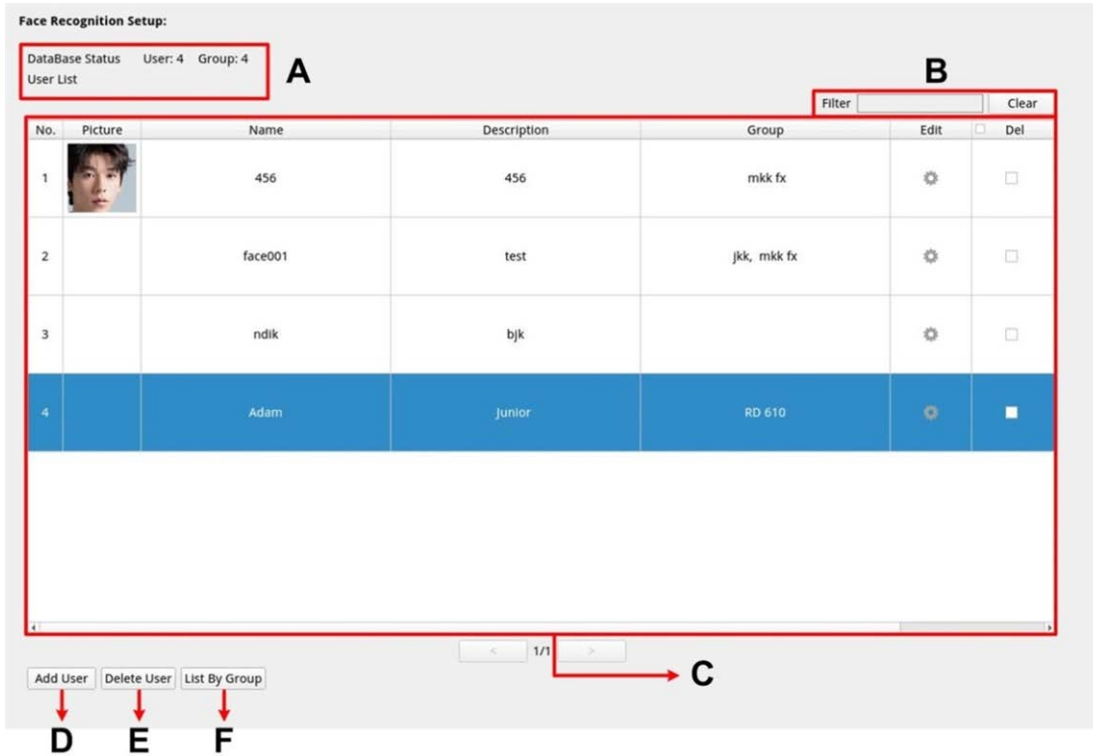 Face Recognition Setup:
DataBase Status User: 4 Group: 4
User List
A
B
Filter Clear
No. Picture Name Description Group Edit Del
1 456 456 mkk fx
2 face001 test jkk, mkk fx
3 ndik bjk
4 Adam Junior RD 610
< 1/1 >
C
Add User Delete User List By Group
D E F